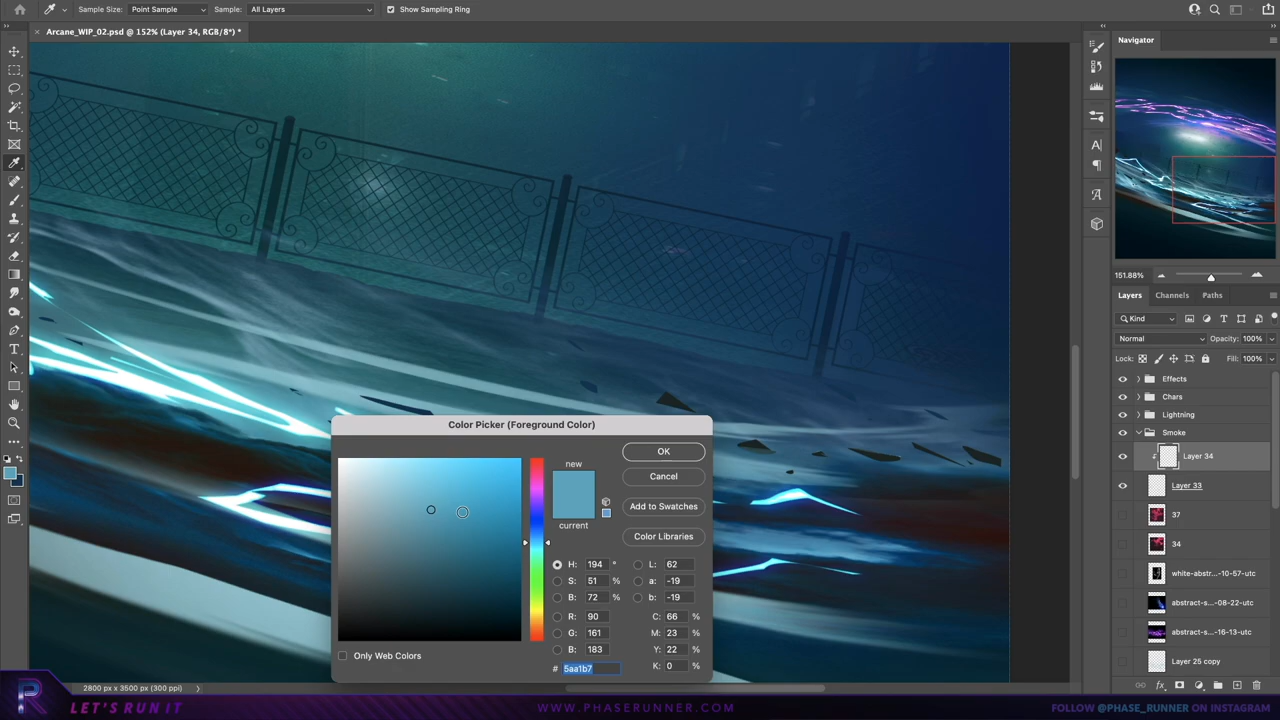 Sample Size: Point Sample Sample: All Layers Show Sampling Ring
× Arcane_WIP_02.psd @ 152% (Layer 34, RGB/8*) *
Navigator
151.88%
Layers Channels Paths
Kind
Normal Opacity: 100%
Lock: Fill: 100%
Effects
Chars
Lightning
Smoke
Layer 34
Layer 33
37
34
white-abstr...-10-57-utc
abstract-s...-08-22-utc
abstract-s...-16-13-utc
Layer 25 copy
Color Picker (Foreground Color)
new
current
OK
Cancel
Add to Swatches
Color Libraries
H: 194 ° L: 62
S: 51 % a: -19
B: 72 % b: -19
R: 90 C: 66 %
G: 161 M: 23 %
B: 183 Y: 22 %
# 5aa1b7 K: 0 %
Only Web Colors
2800 px x 3500 px (300 ppi)
R LET'S RUN IT
WWW.PHASERUNNER.COM
FOLLOW @PHASE_RUNNER ON INSTAGRAM